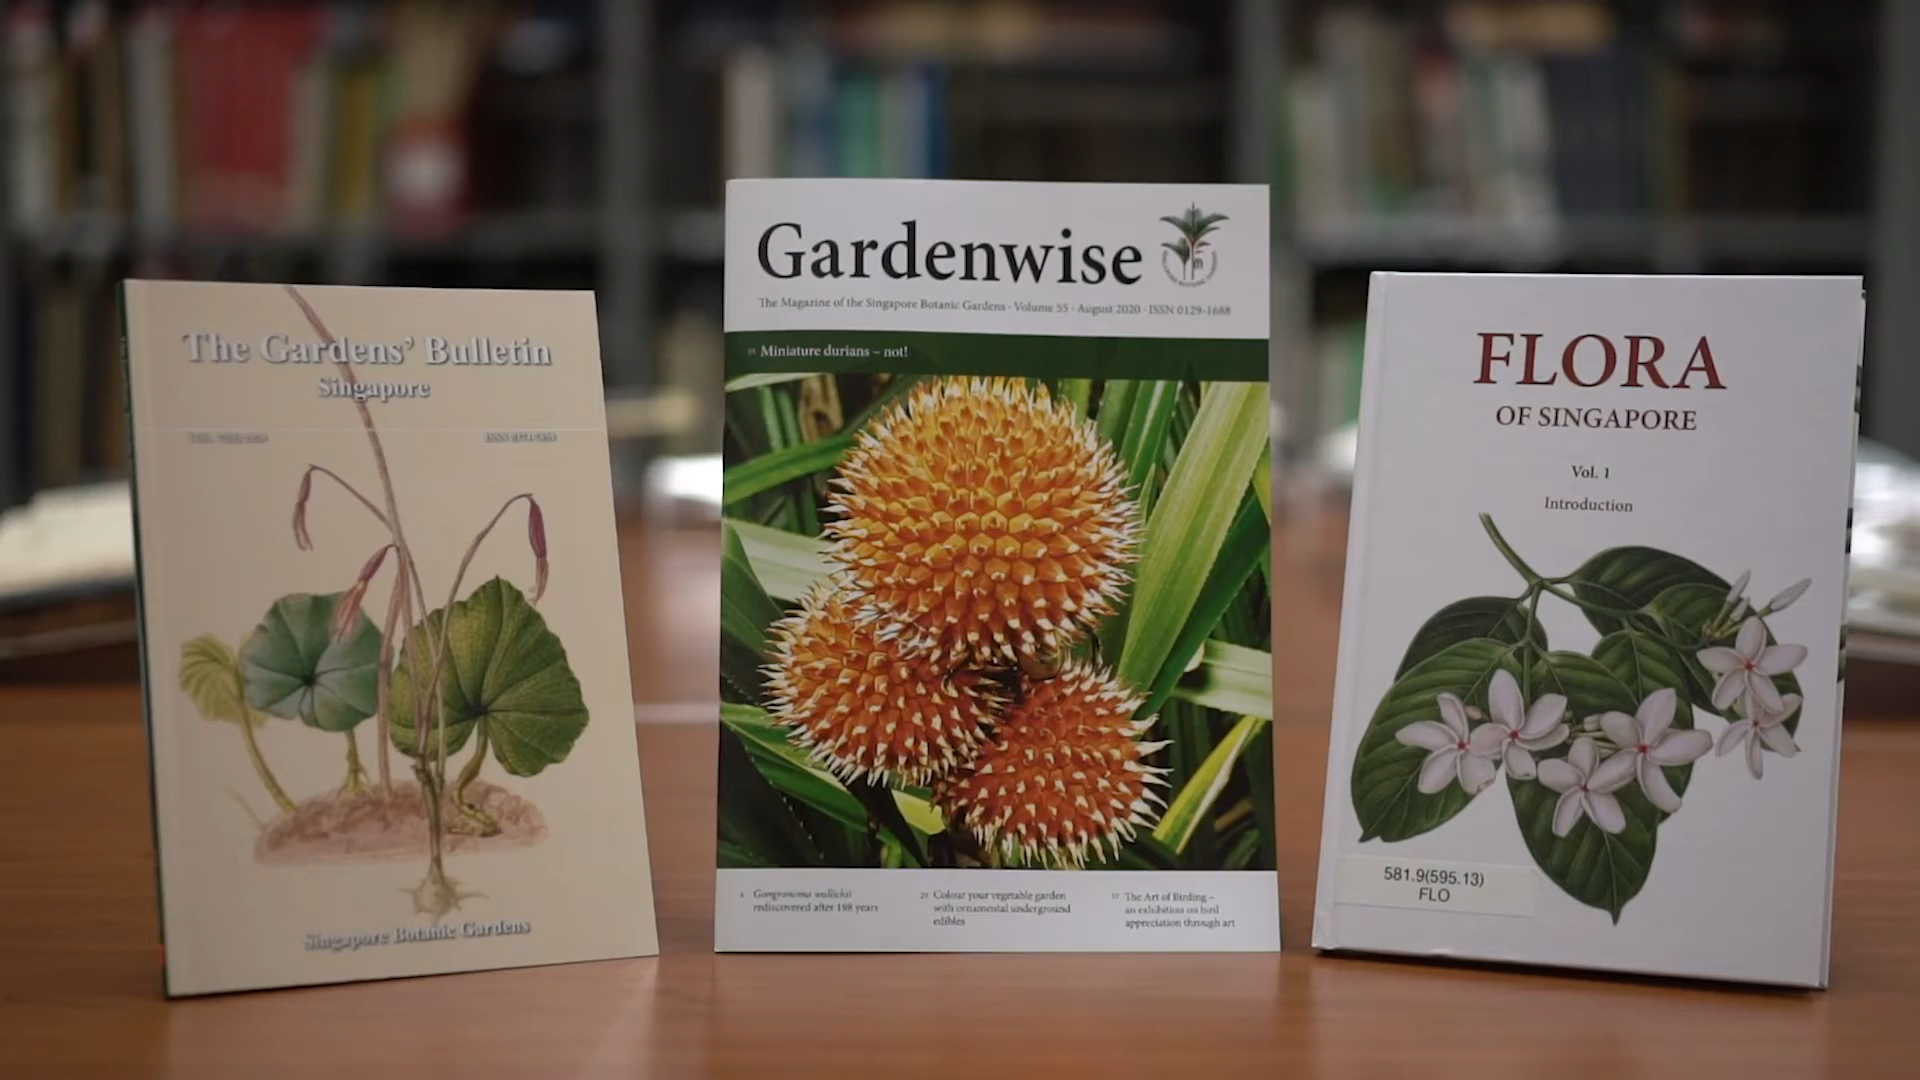 The Gardens' Bulletin
Singapore
Singapore Botanic Gardens
Gardenwise
The Magazine of the Singapore Botanic Gardens · Volume 55 · August 2020 · ISSN 0129-1688
Miniature durians – not!
Gongronema wallichii
rediscovered after 198 years
Colour your vegetable garden
with ornamental underground
edibles
The Art of Birding –
an exhibition on bird
appreciation through art
FLORA
OF SINGAPORE
Vol. 1
Introduction
581.9(595.13)
FLO